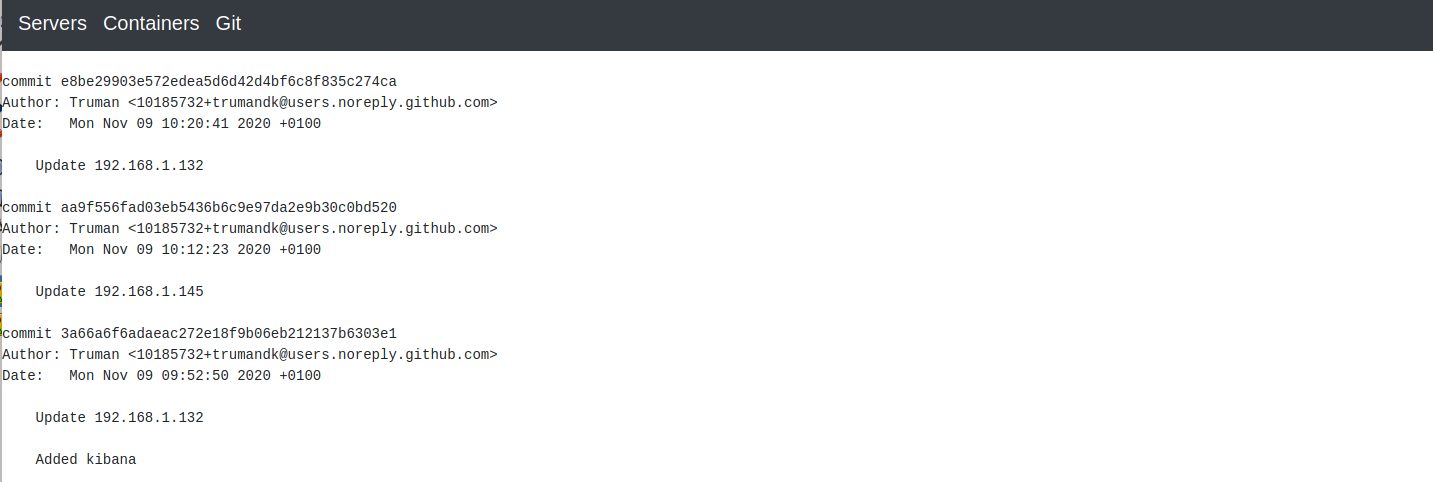 Servers Containers Git
commit e8be29903e572edea5d6d42d4bf6c8f835c274ca
Author: Truman <10185732+trumandk@users.noreply.github.com>
Date:   Mon Nov 09 10:20:41 2020 +0100
Update 192.168.1.132
commit aa9f556fad03eb5436b6c9e97da2e9b30c0bd520
Author: Truman <10185732+trumandk@users.noreply.github.com>
Date:   Mon Nov 09 10:12:23 2020 +0100
Update 192.168.1.145
commit 3a66a6f6adaeac272e18f9b06eb212137b6303e1
Author: Truman <10185732+trumandk@users.noreply.github.com>
Date:   Mon Nov 09 09:52:50 2020 +0100
Update 192.168.1.132
Added kibana